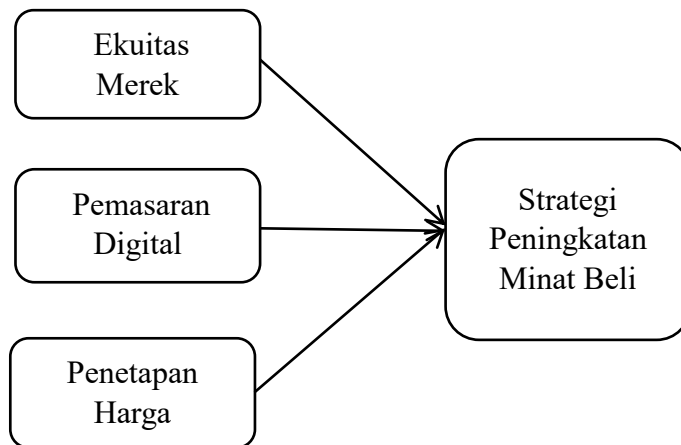 Ekuitas
Merek
Pemasaran
Digital
Penetapan
Harga
Strategi
Peningkatan
Minat Beli